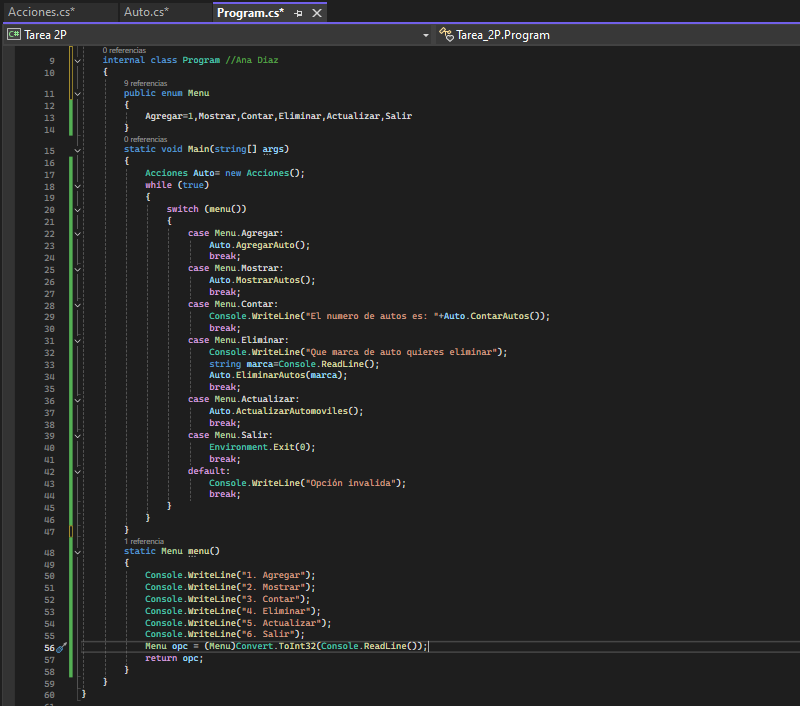 Acciones.cs*
Auto.cs*
Program.cs*
C# Tarea 2P
Tarea_2P.Program
0 referencias
9 internal class Program //Ana Diaz
10 {
9 referencias
11 public enum Menu
12 {
13 Agregar=1,Mostrar,Contar,Eliminar,Actualizar,Salir
14 }
0 referencias
15 static void Main(string[] args)
16 {
17 Acciones Auto= new Acciones();
18 while (true)
19 {
20 switch (menu())
21 {
22 case Menu.Agregar:
23 Auto.AgregarAuto();
24 break;
25 case Menu.Mostrar:
26 Auto.MostrarAutos();
27 break;
28 case Menu.Contar:
29 Console.WriteLine("El numero de autos es: "+Auto.ContarAutos());
30 break;
31 case Menu.Eliminar:
32 Console.WriteLine("Que marca de auto quieres eliminar");
33 string marca=Console.ReadLine();
34 Auto.EliminarAutos(marca);
35 break;
36 case Menu.Actualizar:
37 Auto.ActualizarAutomoviles();
38 break;
39 case Menu.Salir:
40 Environment.Exit(0);
41 break;
42 default:
43 Console.WriteLine("Opción invalida");
44 break;
45 }
46 }
47 }
1 referencia
48 static Menu menu()
49 {
50 Console.WriteLine("1. Agregar");
51 Console.WriteLine("2. Mostrar");
52 Console.WriteLine("3. Contar");
53 Console.WriteLine("4. Eliminar");
54 Console.WriteLine("5. Actualizar");
55 Console.WriteLine("6. Salir");
56 Menu opc = (Menu)Convert.ToInt32(Console.ReadLine());
57 return opc;
58 }
59 }
60 }
61